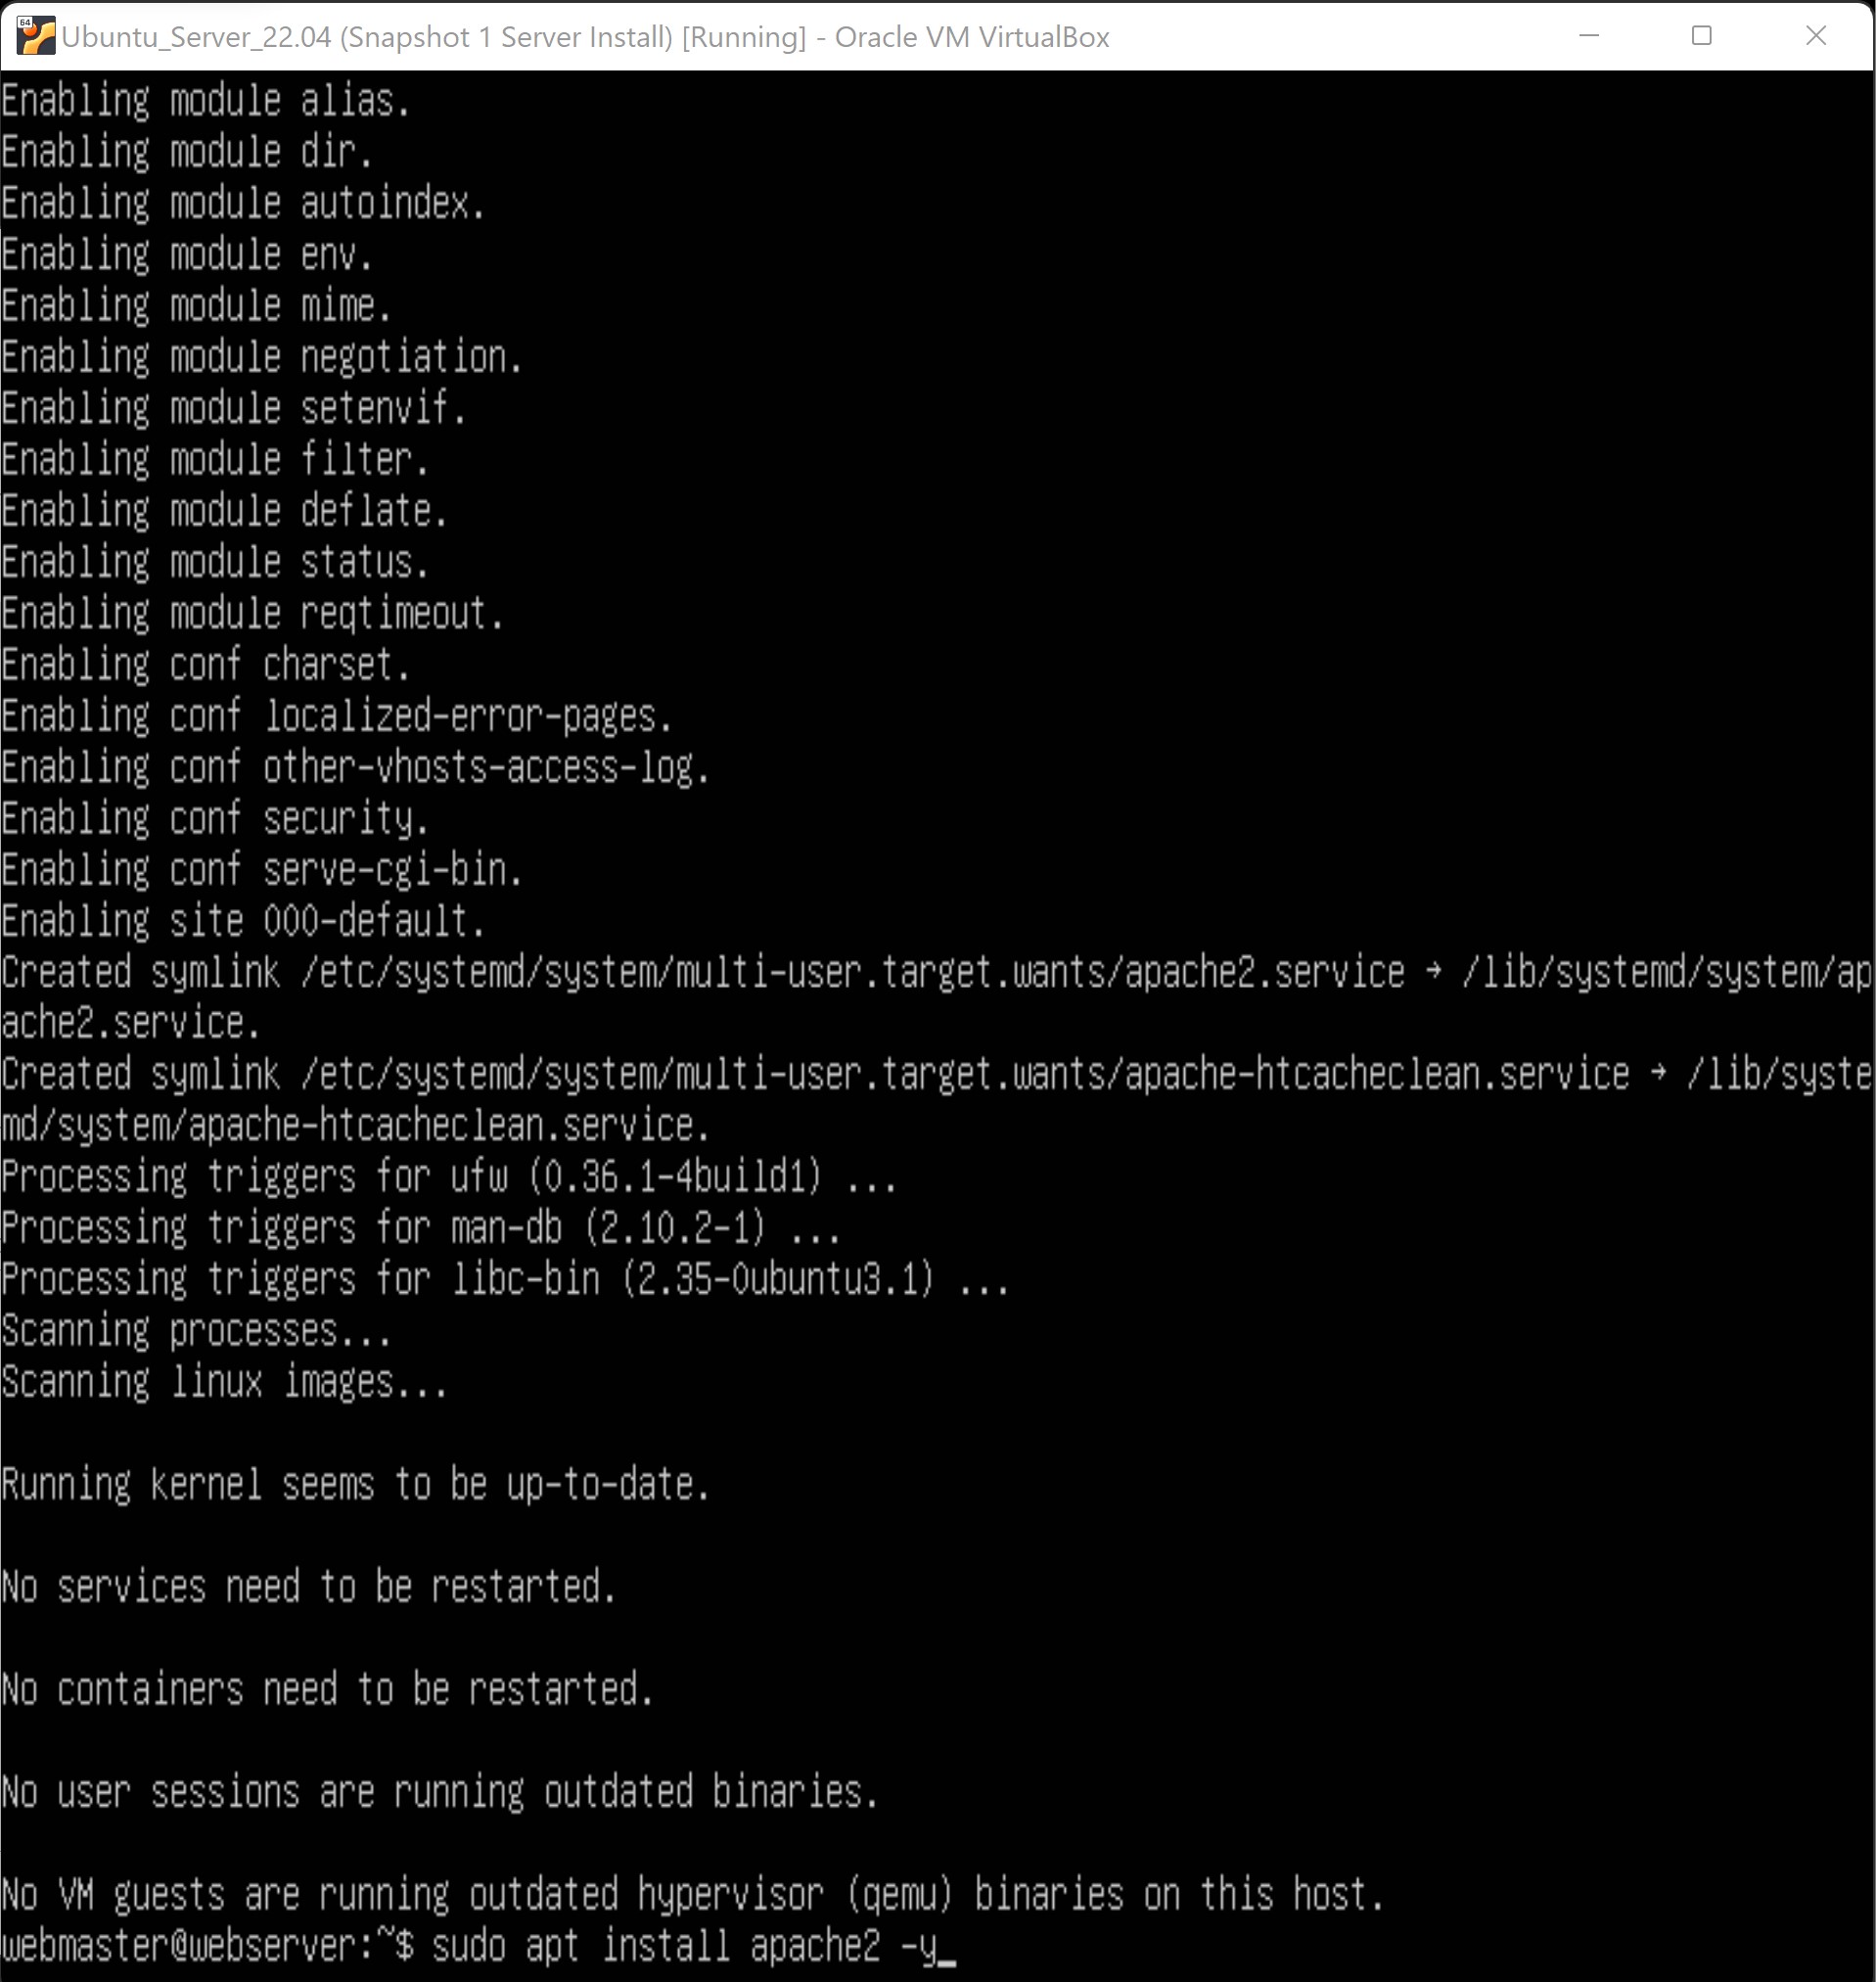 64
Ubuntu_Server_22.04 (Snapshot 1 Server Install) [Running] - Oracle VM VirtualBox
Enabling module alias.
Enabling module dir.
Enabling module autoindex.
Enabling module env.
Enabling module mime.
Enabling module negotiation.
Enabling module setenvif.
Enabling module filter.
Enabling module deflate.
Enabling module status.
Enabling module reqtimeout.
Enabling conf charset.
Enabling conf localized-error-pages.
Enabling conf other-vhosts-access-log.
Enabling conf security.
Enabling conf serve-cgi-bin.
Enabling site 000-default.
Created symlink /etc/systemd/system/multi-user.target.wants/apache2.service → /lib/systemd/system/ap
ache2.service.
Created symlink /etc/systemd/system/multi-user.target.wants/apache-htcacheclean.service → /lib/syste
md/system/apache-htcacheclean.service.
Processing triggers for ufw (0.36.1-4build1) ...
Processing triggers for man-db (2.10.2-1) ...
Processing triggers for libc-bin (2.35-0ubuntu3.1) ...
Scanning processes...
Scanning linux images...
Running kernel seems to be up-to-date.
No services need to be restarted.
No containers need to be restarted.
No user sessions are running outdated binaries.
No VM guests are running outdated hypervisor (qemu) binaries on this host.
webmaster@webserver:~$ sudo apt install apache2 -y_